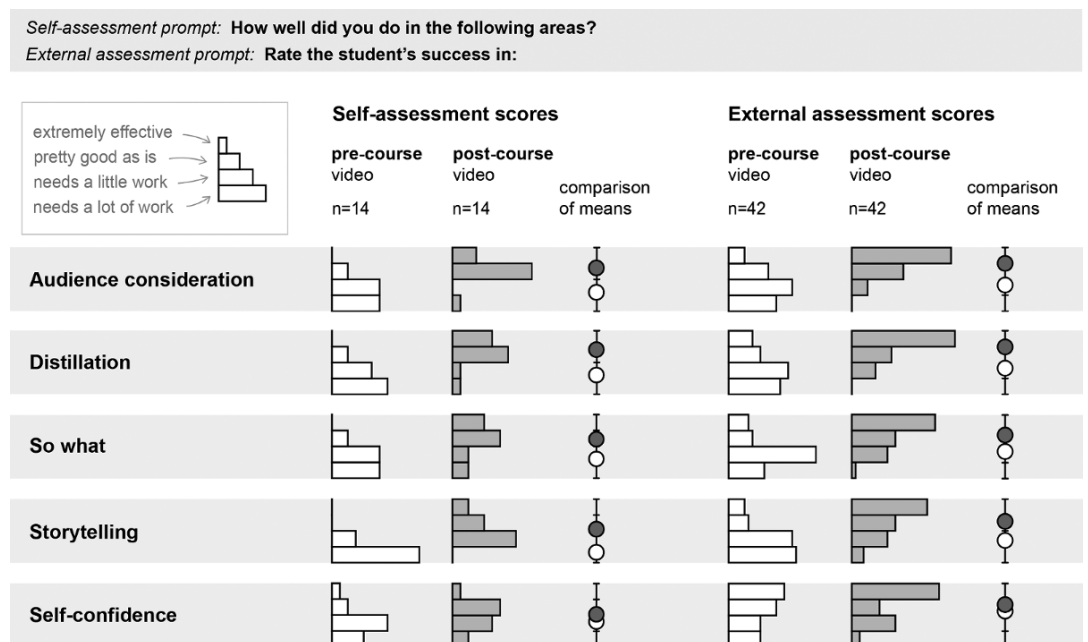 Self-assessment prompt: How well did you do in the following areas?
External assessment prompt: Rate the student's success in:
extremely effective
pretty good as is
needs a little work
needs a lot of work
Self-assessment scores
External assessment scores
pre-course
video
n=14
post-course
video
n=14
comparison
of means
pre-course
video
n=42
post-course
video
n=42
comparison
of means
Audience consideration
Distillation
So what
Storytelling
Self-confidence